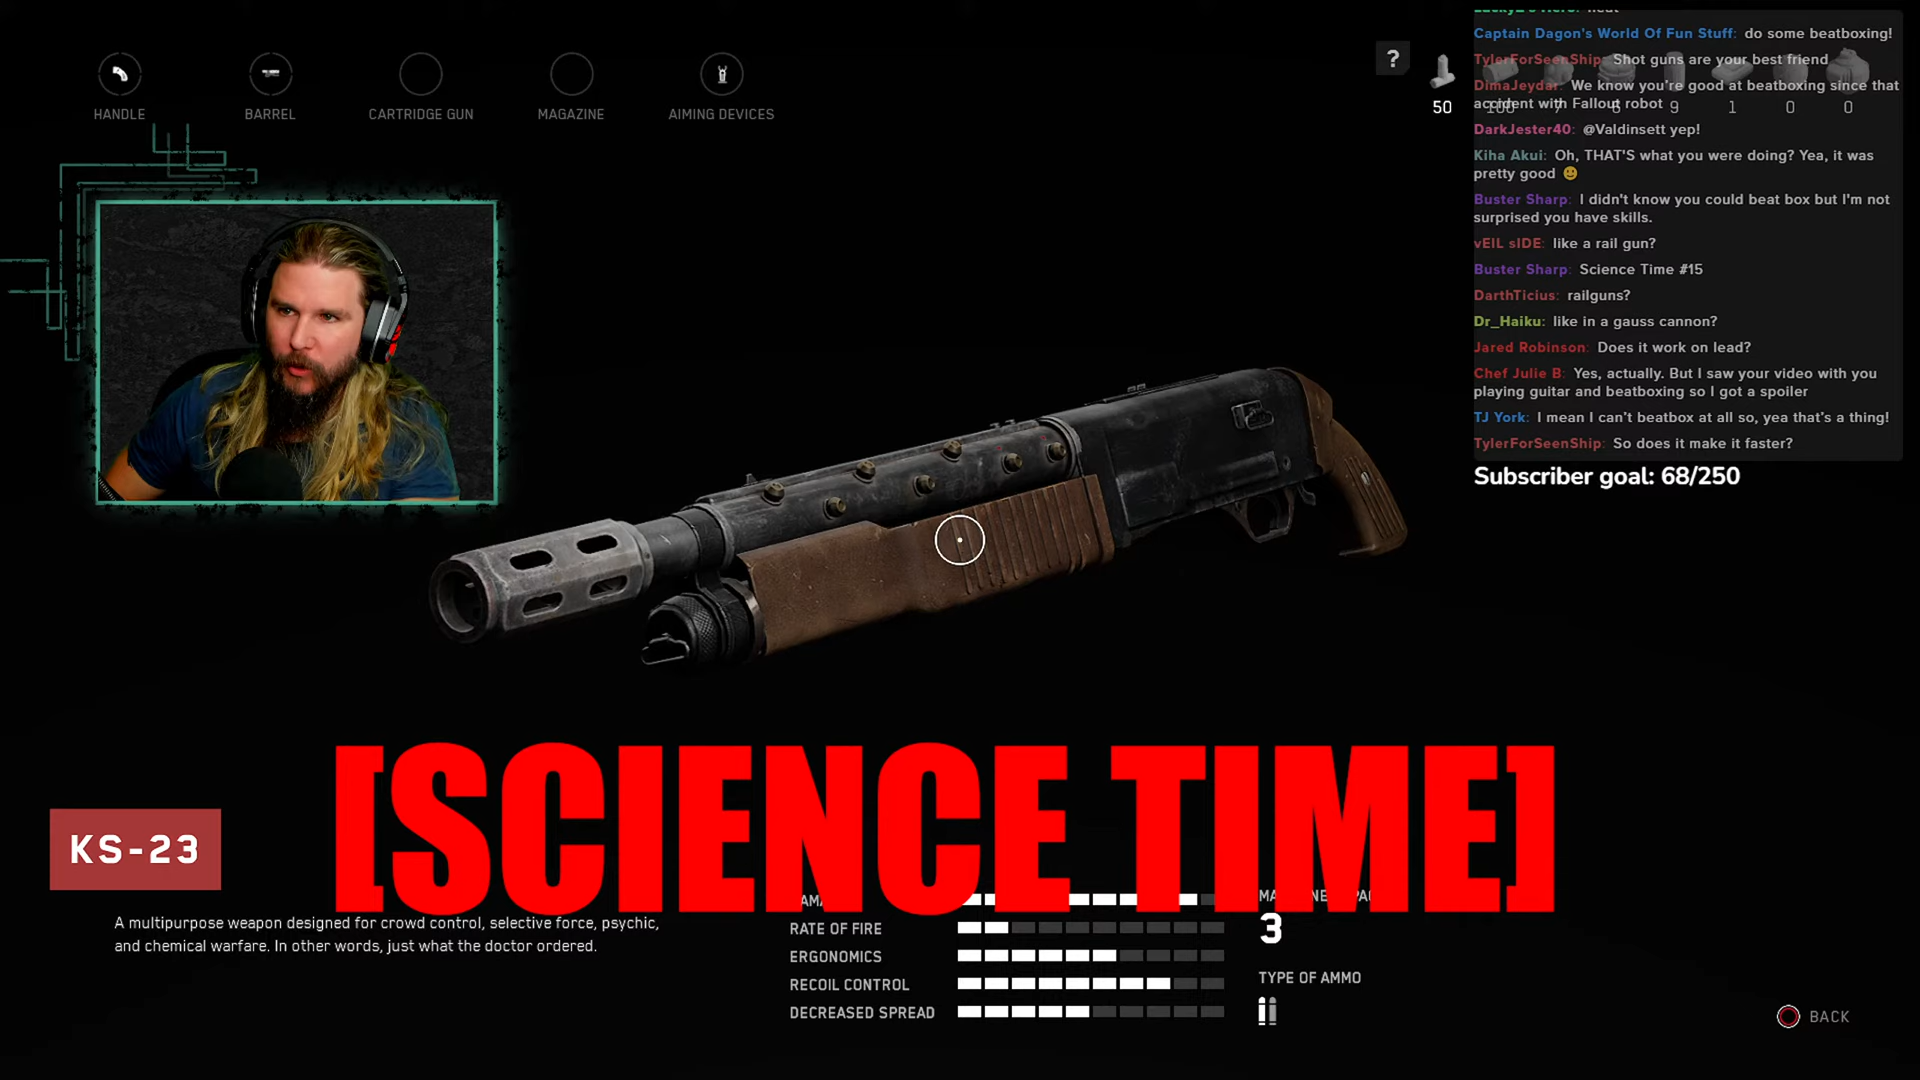 HANDLE
BARREL
CARTRIDGE GUN
MAGAZINE
AIMING DEVICES
?
50
9
1
0
0
Captain Dagon's World Of Fun Stuff: do some beatboxing!
TylerForSeenShip: Shot guns are your best friend
DimaJeydar: We know you're good at beatboxing since that
accident with Fallout robot
DarkJester40: @Valdinsett yep!
Kiha Akui: Oh, THAT'S what you were doing? Yea, it was
pretty good
Buster Sharp: I didn't know you could beat box but I'm not
surprised you have skills.
vEIL sIDE: like a rail gun?
Buster Sharp: Science Time #15
DarthTicius: railguns?
Dr_Haiku: like in a gauss cannon?
Jared Robinson: Does it work on lead?
Chef Julie B: Yes, actually. But I saw your video with you
playing guitar and beatboxing so I got a spoiler
TJ York: I mean I can't beatbox at all so, yea that's a thing!
TylerForSeenShip: So does it make it faster?
Subscriber goal: 68/250
[SCIENCE TIME]
KS-23
A multipurpose weapon designed for crowd control, selective force, psychic,
and chemical warfare. In other words, just what the doctor ordered.
RATE OF FIRE
ERGONOMICS
RECOIL CONTROL
DECREASED SPREAD
3
TYPE OF AMMO
BACK